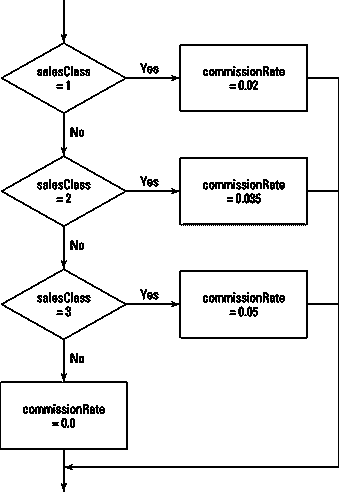 salesClass
= 1
Yes
commissionRate
= 0.02
No
salesClass
= 2
Yes
commissionRate
= 0.035
No
salesClass
= 3
Yes
commissionRate
= 0.05
No
commissionRate
= 0.0